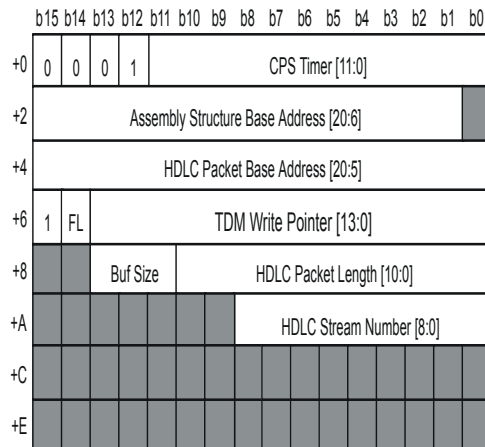 b15 b14 b13 b12 b11 b10 b9 b8 b7 b6 b5 b4 b3 b2 b1 b0
+0 0 0 0 1 CPS Timer [11:0]
+2 Assembly Structure Base Address [20:6]
+4 HDLC Packet Base Address [20:5]
+6 1 FL TDM Write Pointer [13:0]
+8 Buf Size HDLC Packet Length [10:0]
+A HDLC Stream Number [8:0]
+C
+E